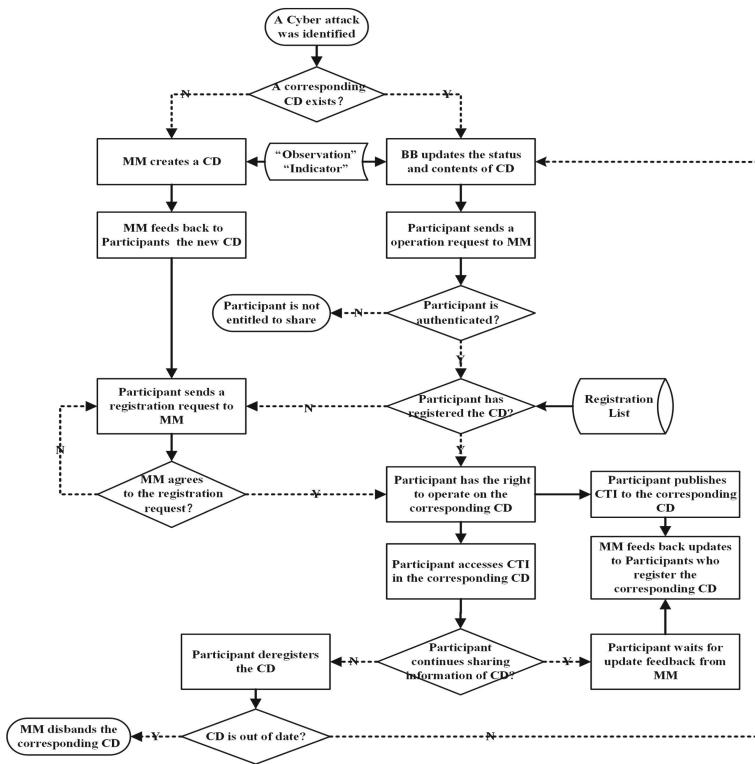 A Cyber attack
was identified
A corresponding
CD exists?
N
Y
MM creates a CD
"Observation"
"Indicator"
BB updates the status
and contents of CD
MM feeds back to
Participants the new CD
Participant sends a
operation request to MM
Participant is not
entitled to share
N
Participant is
authenticated?
Y
Participant sends a
registration request to
MM
N
Participant has
registered the CD?
Registration
List
N
Y
MM agrees
to the registration
request?
Y
Participant has the right
to operate on the
corresponding CD
Participant publishes
CTI to the corresponding
CD
Participant accesses CTI
in the corresponding CD
MM feeds back updates
to Participants who
register the
corresponding CD
Participant deregisters
the CD
N
Participant
continues sharing
information of CD?
Y
Participant waits for
update feedback from
MM
MM disbands the
corresponding CD
Y
CD is out of date?
N